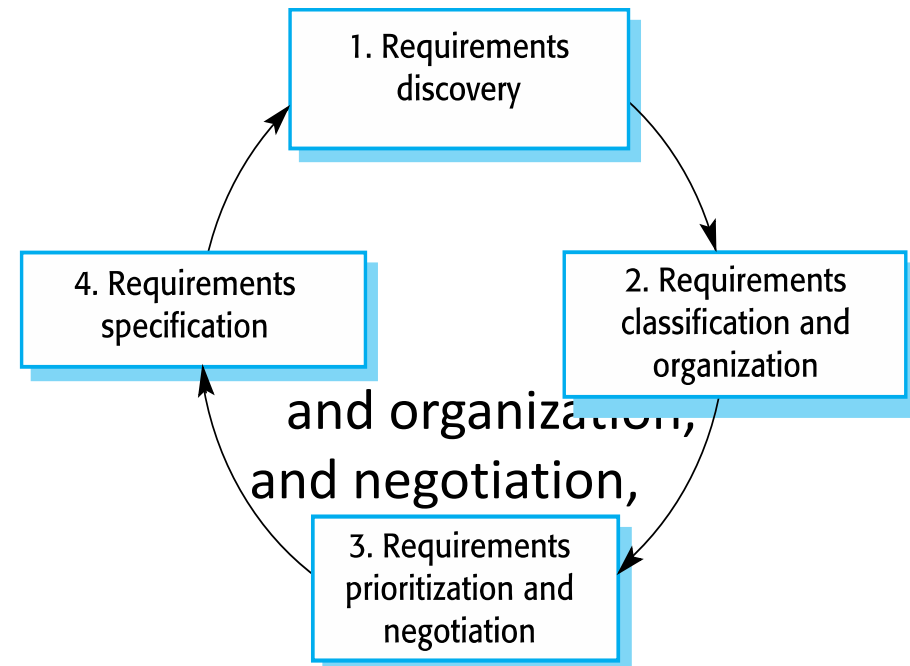 1. Requirements
discovery
4. Requirements
specification
2. Requirements
classification and
organization
and organization,
and negotiation,
3. Requirements
prioritization and
negotiation